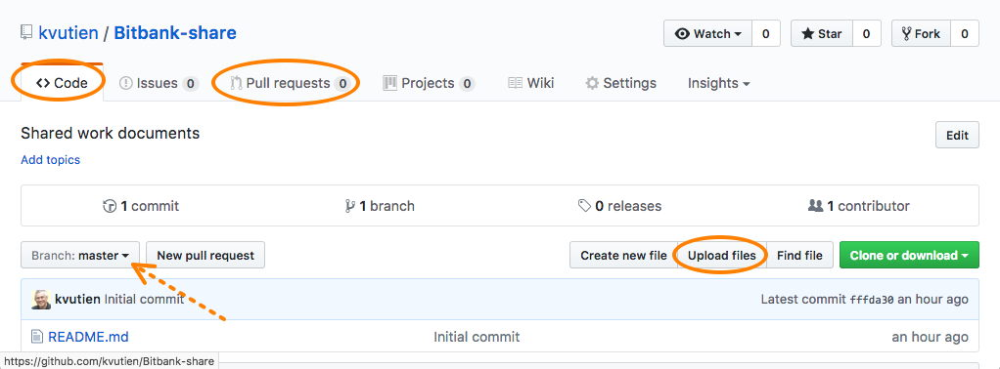 kvutien / Bitbank-share
Watch 0 Star 0 Fork 0
Code Issues 0 Pull requests 0 Projects 0 Wiki Settings Insights
Shared work documents
Edit
Add topics
1 commit 1 branch 0 releases 1 contributor
Branch: master New pull request Create new file Upload files Find file Clone or download
kvutien Initial commit Latest commit fffda30 an hour ago
README.md Initial commit an hour ago
https://github.com/kvutien/Bitbank-share